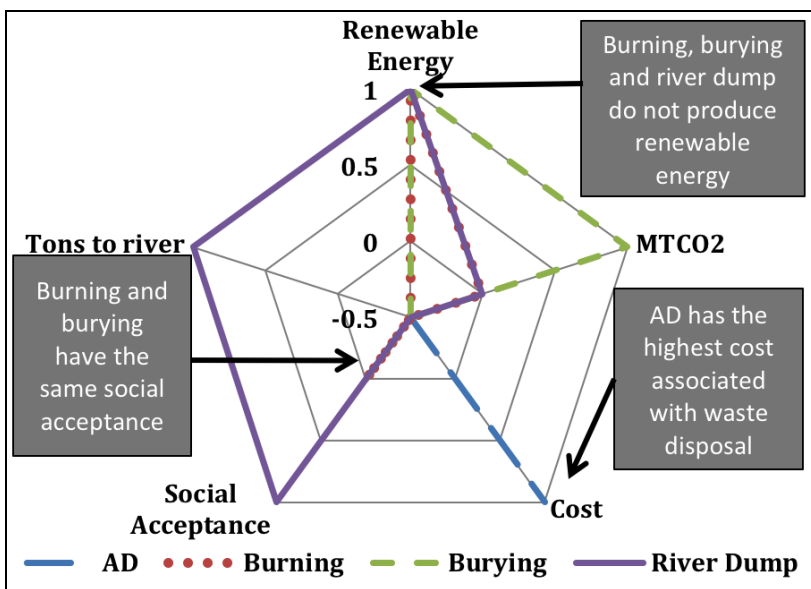 Renewable
Energy
1
0.5
0
-0.5
Burning, burying
and river dump
do not produce
renewable
energy
Tons to river
MTCO2
Burning and
burying
have the
same social
acceptance
AD has the
highest cost
associated
with waste
disposal
Social
Acceptance
Cost
AD
Burning
Burying
River Dump